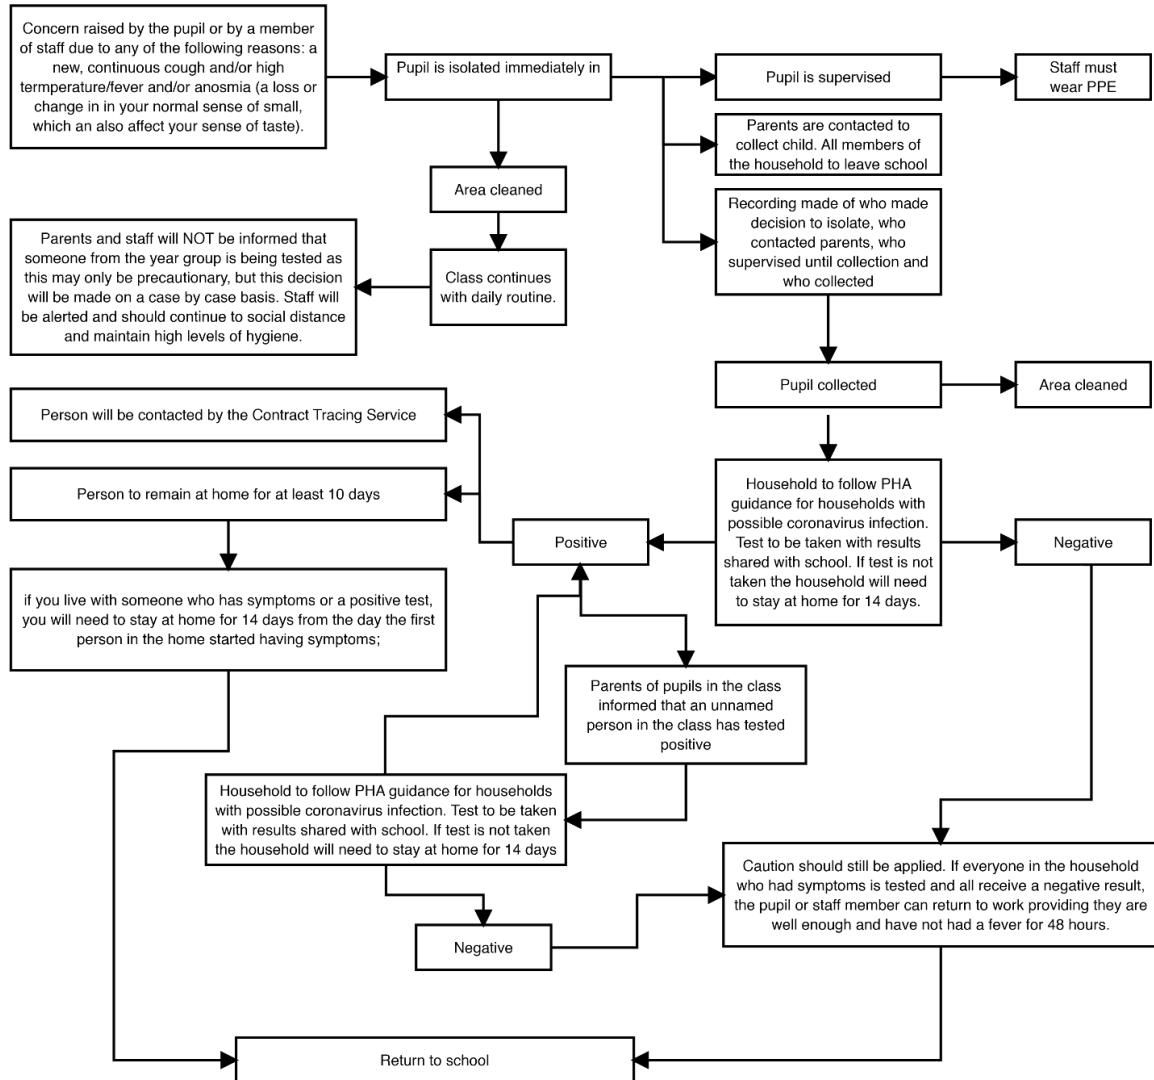 Concern raised by the pupil or by a member
of staff due to any of the following reasons: a
new, continuous cough and/or high
termperature/fever and/or anosmia (a loss or
change in in your normal sense of small,
which an also affect your sense of taste).
Pupil is isolated immediately in
Pupil is supervised
Staff must
wear PPE
Parents are contacted to
collect child. All members of
the household to leave school
Area cleaned
Recording made of who made
decision to isolate, who
contacted parents, who
supervised until collection and
who collected
Parents and staff will NOT be informed that
someone from the year group is being tested as
this may only be precautionary, but this decision
will be made on a case by case basis. Staff will
be alerted and should continue to social distance
and maintain high levels of hygiene.
Class continues
with daily routine.
Pupil collected
Area cleaned
Person will be contacted by the Contract Tracing Service
Person to remain at home for at least 10 days
Household to follow PHA
guidance for households with
possible coronavirus infection.
Test to be taken with results
shared with school. If test is not
taken the household will need
to stay at home for 14 days.
Positive
Negative
if you live with someone who has symptoms or a positive test,
you will need to stay at home for 14 days from the day the first
person in the home started having symptoms;
Parents of pupils in the class
informed that an unnamed
person in the class has tested
positive
Household to follow PHA guidance for households
with possible coronavirus infection. Test to be taken
with results shared with school. If test is not taken
the household will need to stay at home for 14 days
Caution should still be applied. If everyone in the household
who had symptoms is tested and all receive a negative result,
the pupil or staff member can return to work providing they are
well enough and have not had a fever for 48 hours.
Negative
Return to school